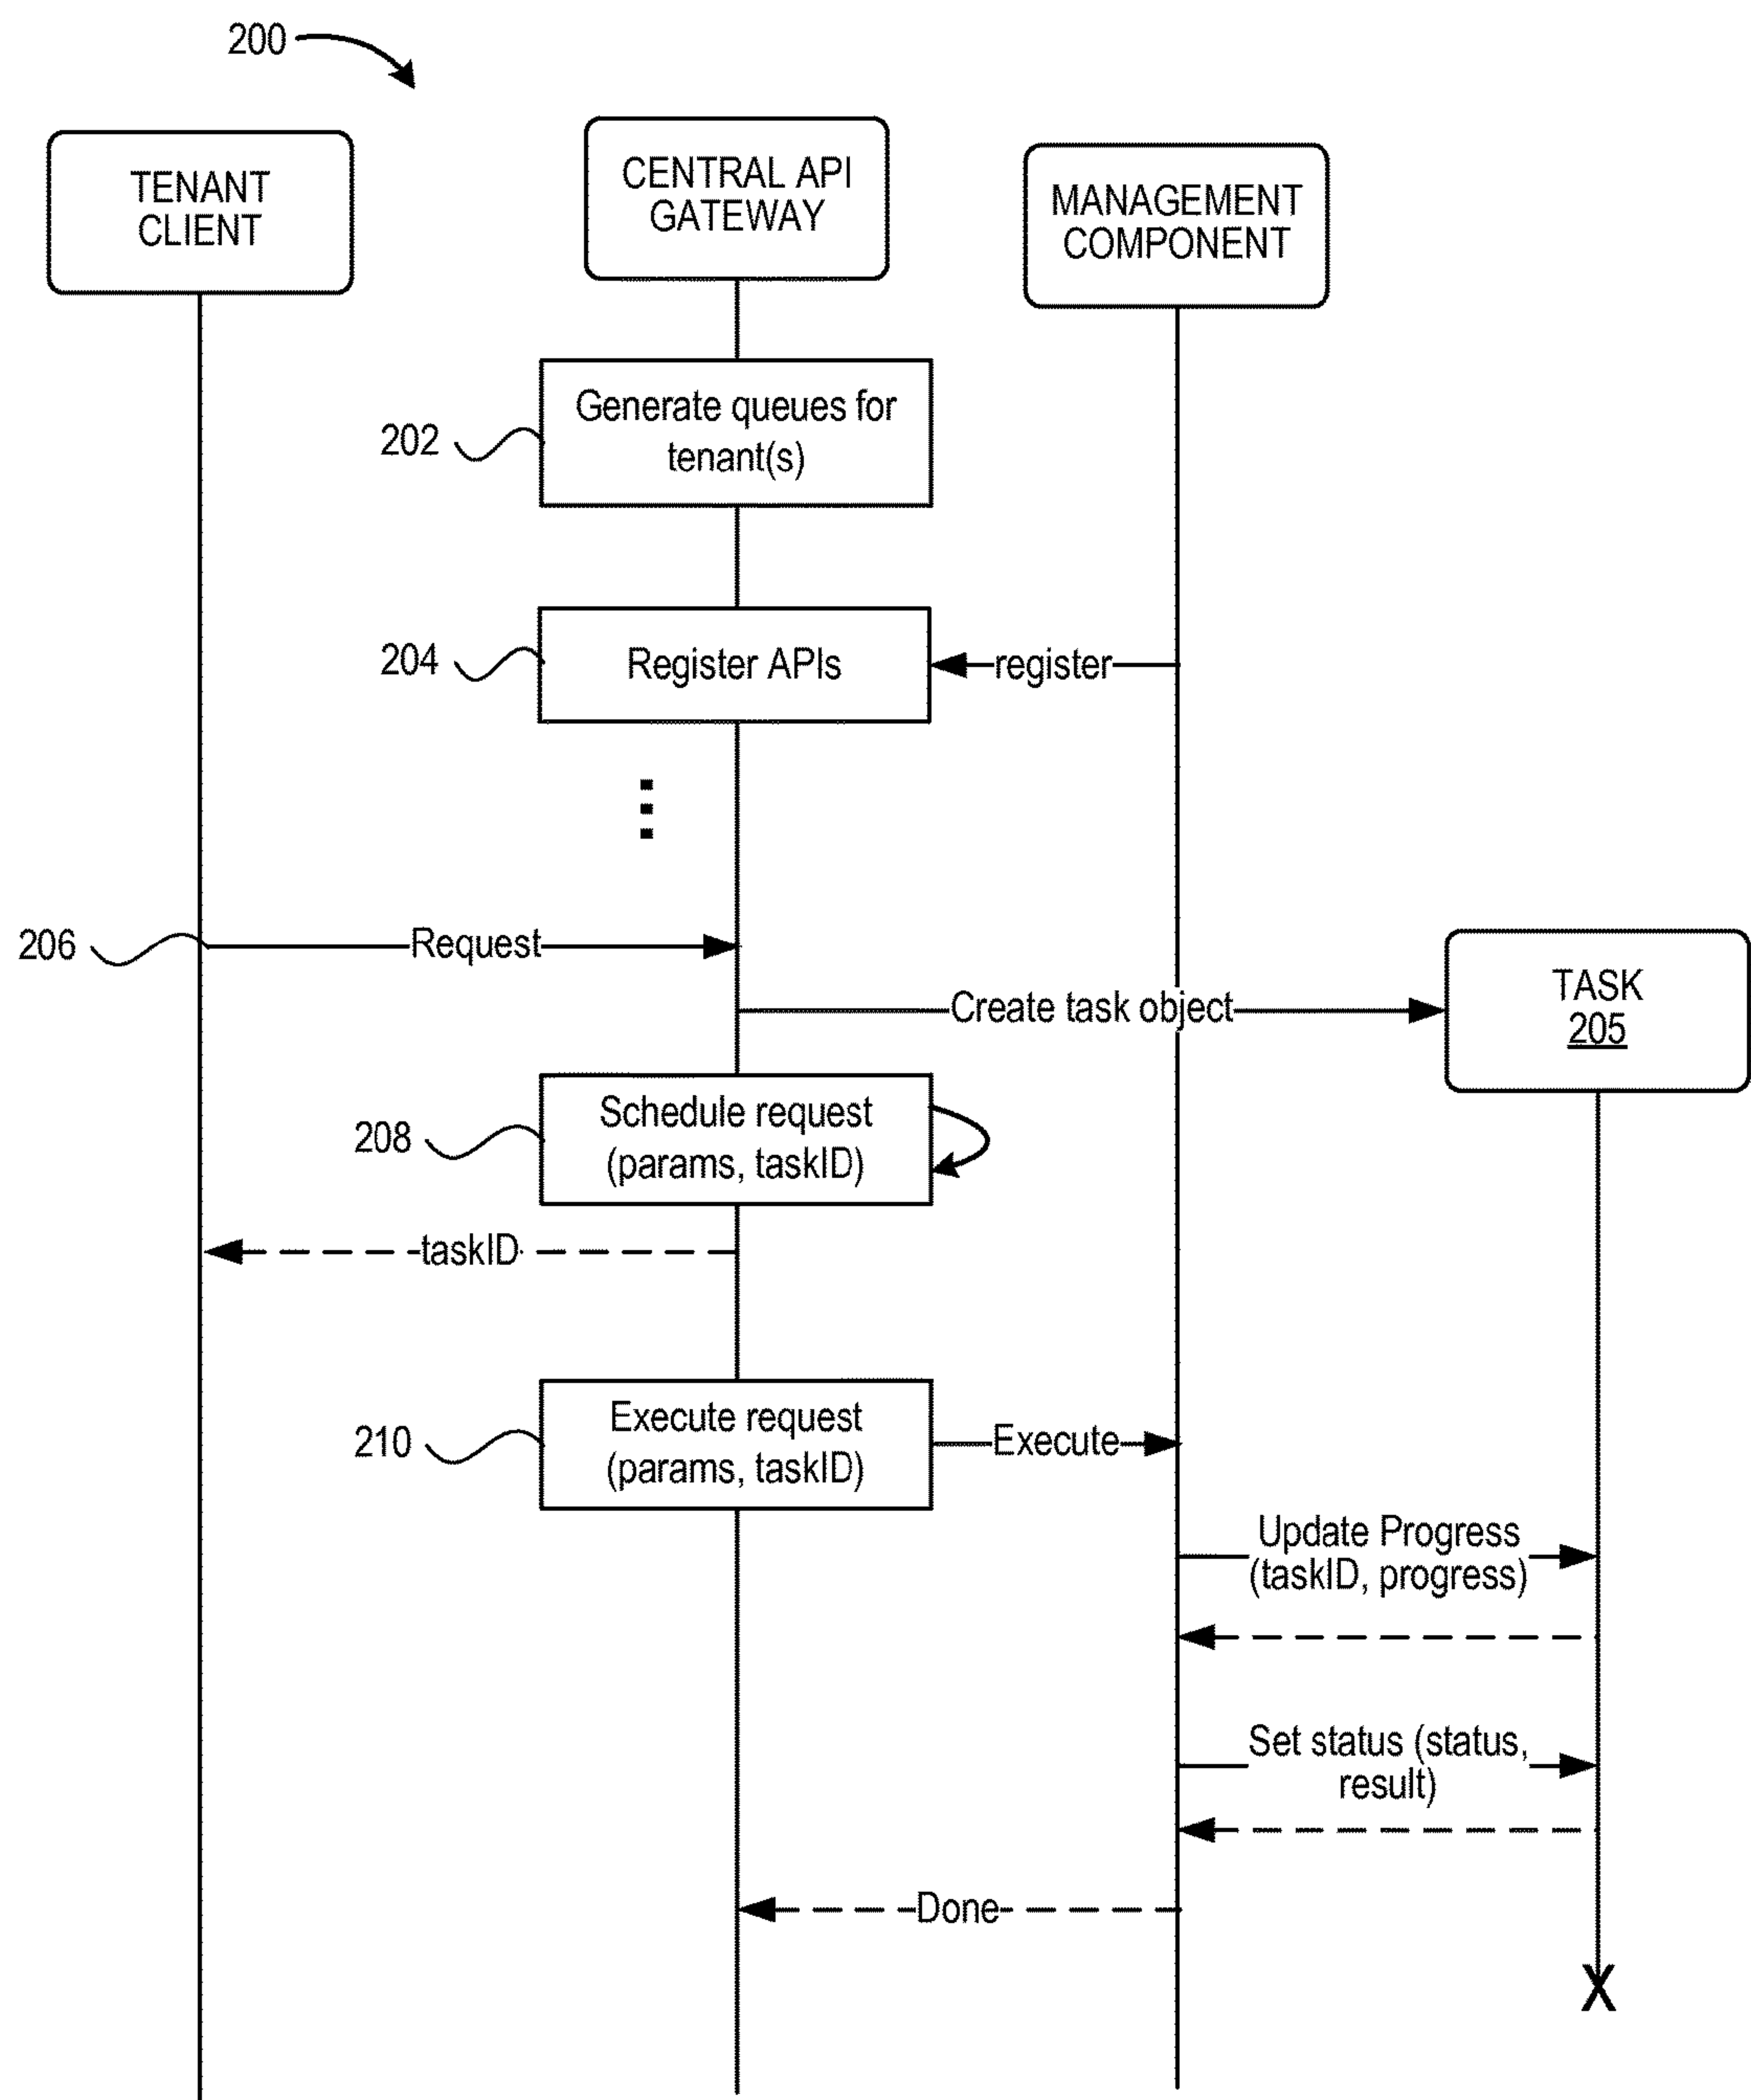 200
TENANT
CLIENT
CENTRAL API
GATEWAY
MANAGEMENT
COMPONENT
202
Generate queues for
tenant(s)
204
Register APIs
register
206
Request
Create task object
TASK
205
208
Schedule request
(params, taskID)
taskID
210
Execute request
(params, taskID)
Execute
Update Progress
(taskID, progress)
Set status (status,
result)
Done
X